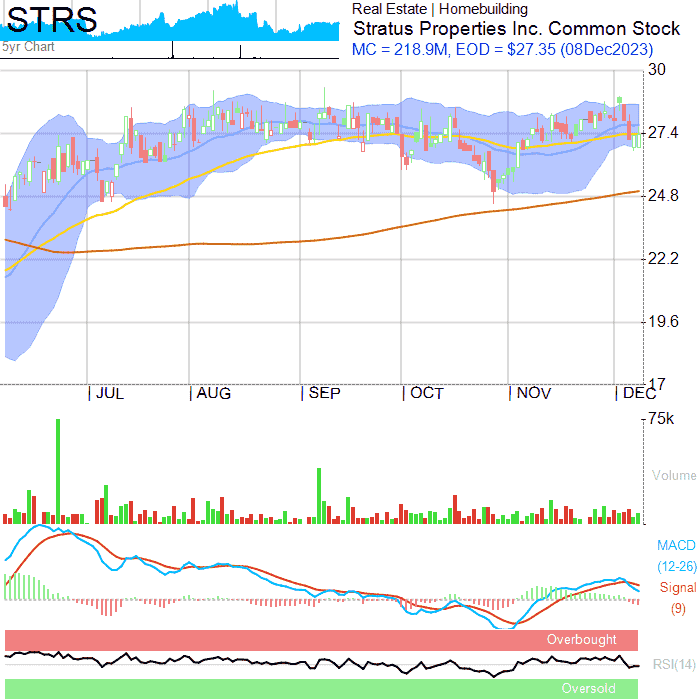 STRS
5yr Chart
Real Estate | Homebuilding
Stratus Properties Inc. Common Stock
MC = 218.9M, EOD = $27.35 (08Dec2023)
30
27.4
24.8
22.2
19.6
17
JUL AUG SEP OCT NOV DEC
75k
Volume
MACD
(12-26)
Signal
(9)
Overbought
RSI(14)
Oversold